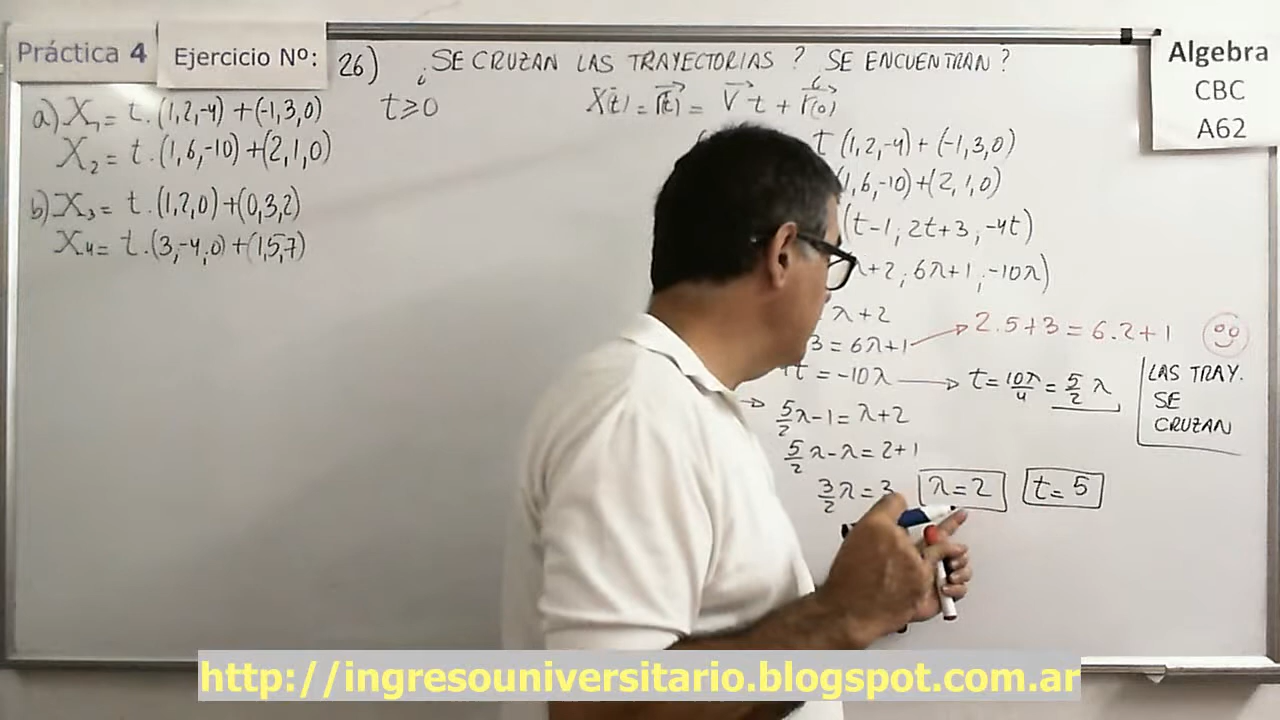 Práctica 4
Ejercicio Nº:
26) ¿SE CRUZAN LAS TRAYECTORIAS? SE ENCUENTRAN?
Algebra
CBC
A62
a) X₁ = t.(1,2,-4)+(-1,3,0) t≥0
X₂ = t.(1,6,-10)+(2,1,0)
b) X₃ = t.(1,2,0)+(0,3,2)
X₄ = t.(3,-4,0)+(1,5,7)
X(t) = r(t) = V t + r(0)
t(1,2,-4)+(-1,3,0)
1,6,-10)+(2,1,0)
(t-1, 2t+3, -4t)
λ+2, 6λ+1, -10λ)
λ+2
3 = 6λ+1 → 2.5+3 = 6.2+1
t = -10λ → t = 10λ/4 = 5/2 λ
LAS TRAY.
SE
CRUZAN
→ 5/2 λ-1 = λ+2
5/2 λ-λ = 2+1
3/2 λ = 3 λ = 2 t = 5
http://ingresouniversitario.blogspot.com.ar